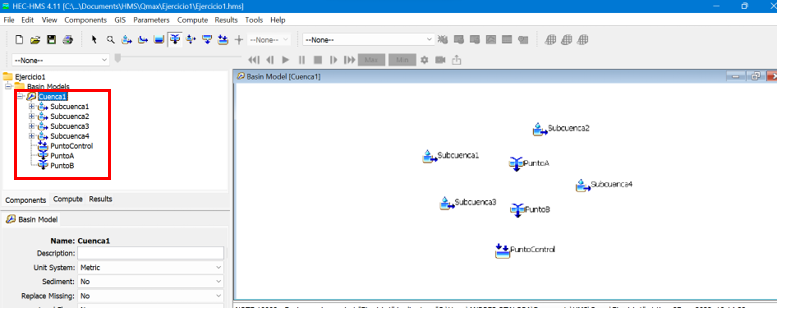 HEC-HMS 4.11 [C:\...\Documents\HMS\Qmax\Ejercicio1\Ejercicio1.hms]
File Edit View Components GIS Parameters Compute Results Tools Help
--None-- --None--
--None--
Ejercicio1
Basin Models
Cuenca1
Subcuenca1
Subcuenca2
Subcuenca3
Subcuenca4
PuntoControl
PuntoA
PuntoB
Components Compute Results
Basin Model
Name: Cuenca1
Description:
Unit System: Metric
Sediment: No
Replace Missing: No
Basin Model [Cuenca1]
Subcuenca2
Subcuenca1
PuntoA
Subcuenca4
Subcuenca3
PuntoB
PuntoControl